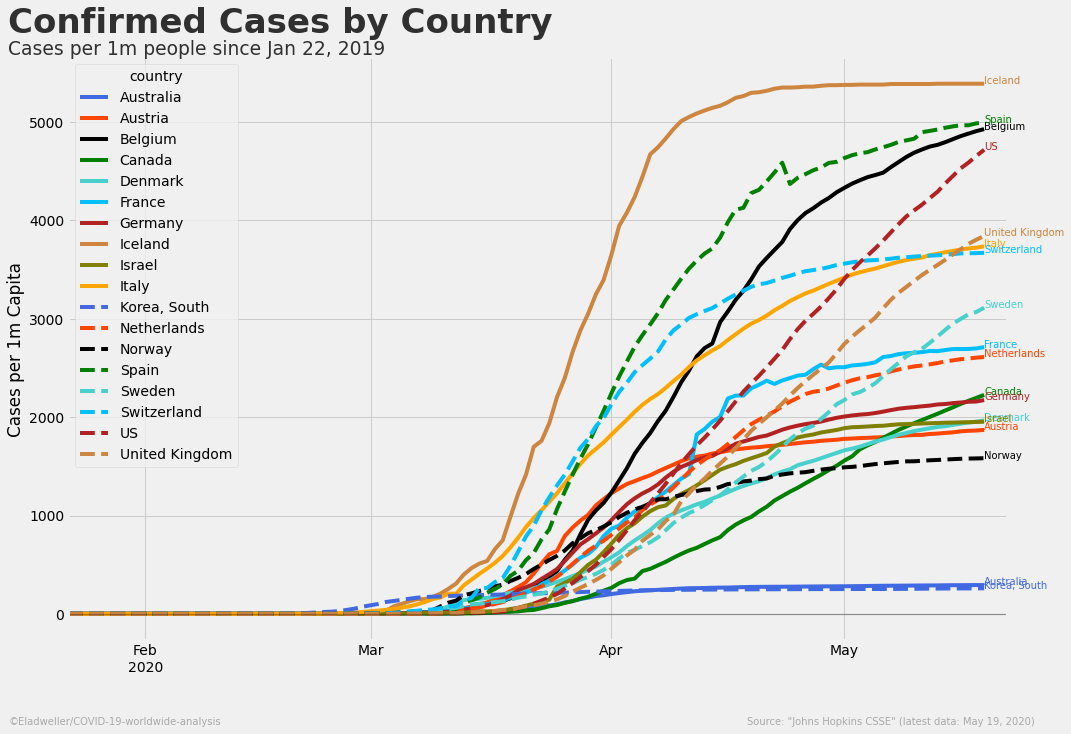 Confirmed Cases by Country
Cases per 1m people since Jan 22, 2019
country
Australia
Austria
Belgium
Canada
Denmark
France
Germany
Iceland
Israel
Italy
Korea, South
Netherlands
Norway
Spain
Sweden
Switzerland
US
United Kingdom
Cases per 1m Capita
5000
4000
3000
2000
1000
0
Feb
2020
Mar
Apr
May
Iceland
Spain
Belgium
US
United Kingdom
Italy
Switzerland
Sweden
France
Netherlands
Canada
Germany
Denmark
Israel
Austria
Norway
Australia
Korea, South
©Eladweller/COVID-19-worldwide-analysis
Source: "Johns Hopkins CSSE" (latest data: May 19, 2020)